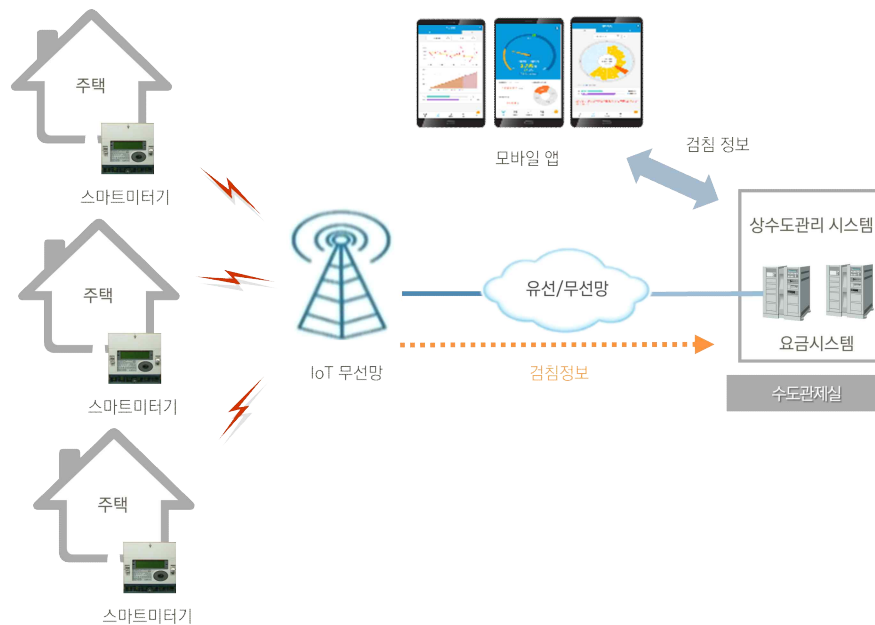 주택
스마트미터기
모바일 앱
검침 정보
상수도관리 시스템
주택
유선/무선망
요금시스템
IoT 무선망
검침정보
수도관제실
스마트미터기
주택
스마트미터기